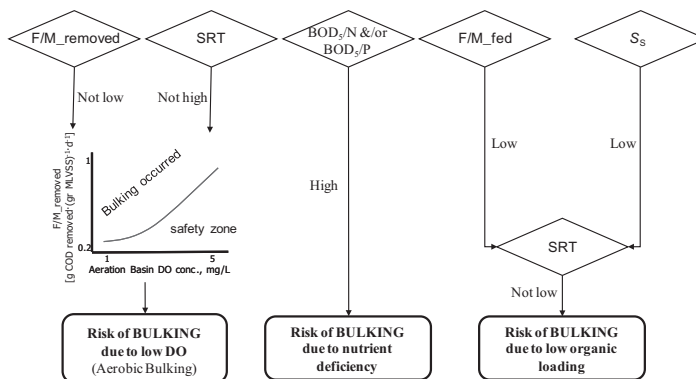 F/M_removed
SRT
BOD₅/N &/or
BOD₅/P
F/M_fed
S_S
Not low
Not high
High
Low
Low
F/M_removed
[g COD removed·(gr MLVSS)⁻¹·d⁻¹]
1
0.2
Bulking occurred
safety zone
1
5
Aeration Basin DO conc., mg/L
SRT
Not low
Risk of BULKING
due to low DO
(Aerobic Bulking)
Risk of BULKING
due to nutrient
deficiency
Risk of BULKING
due to low organic
loading